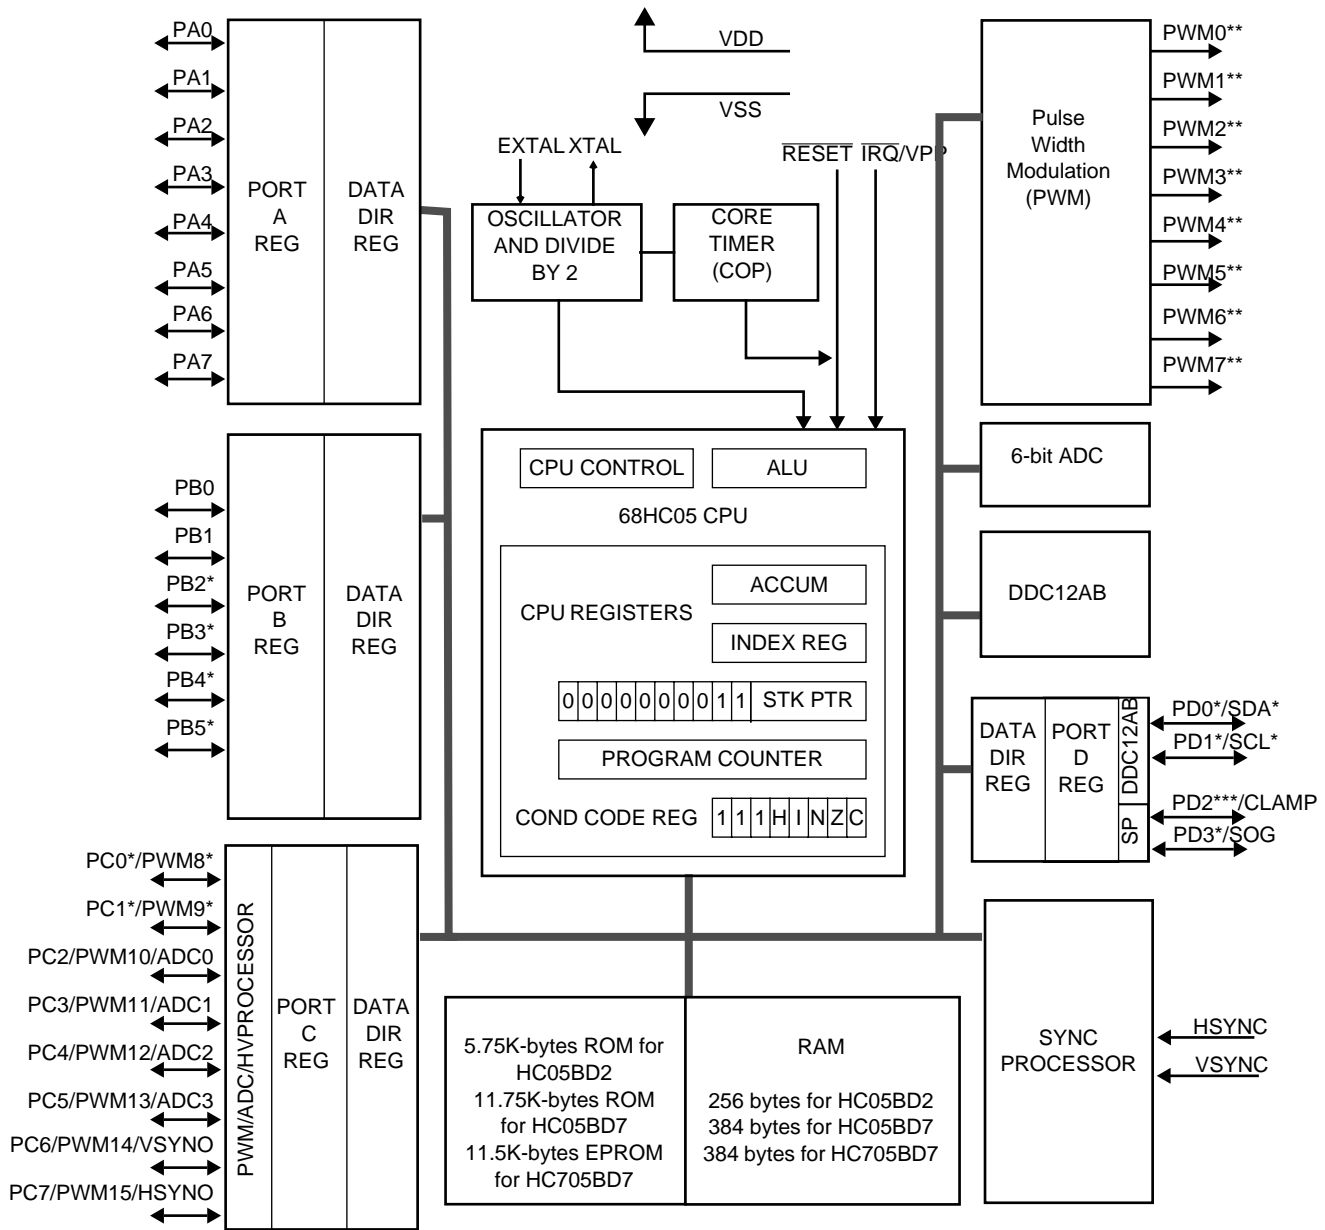 PA0
PA1
PA2
PA3
PA4
PA5
PA6
PA7
PORT
A
REG
DATA
DIR
REG
VDD
VSS
EXTAL XTAL
RESET IRQ/VPP
OSCILLATOR
AND DIVIDE
BY 2
CORE
TIMER
(COP)
Pulse
Width
Modulation
(PWM)
PWM0**
PWM1**
PWM2**
PWM3**
PWM4**
PWM5**
PWM6**
PWM7**
PB0
PB1
PB2*
PB3*
PB4*
PB5*
PORT
B
REG
DATA
DIR
REG
CPU CONTROL
ALU
68HC05 CPU
CPU REGISTERS
ACCUM
INDEX REG
0 0 0 0 0 0 0 0 1 1 STK PTR
PROGRAM COUNTER
COND CODE REG 1 1 1 H I N Z C
6-bit ADC
DDC12AB
DATA
DIR
REG
PORT
D
REG
DDC12AB
SP
PD0*/SDA*
PD1*/SCL*
PD2***/CLAMP
PD3*/SOG
PC0*/PWM8*
PC1*/PWM9*
PC2/PWM10/ADC0
PC3/PWM11/ADC1
PC4/PWM12/ADC2
PC5/PWM13/ADC3
PC6/PWM14/VSYNO
PC7/PWM15/HSYNO
PWM/ADC/HVPROCESSOR
PORT
C
REG
DATA
DIR
REG
5.75K-bytes ROM for
HC05BD2
11.75K-bytes ROM
for HC05BD7
11.5K-bytes EPROM
for HC705BD7
RAM
256 bytes for HC05BD2
384 bytes for HC05BD7
384 bytes for HC705BD7
SYNC
PROCESSOR
HSYNC
VSYNC